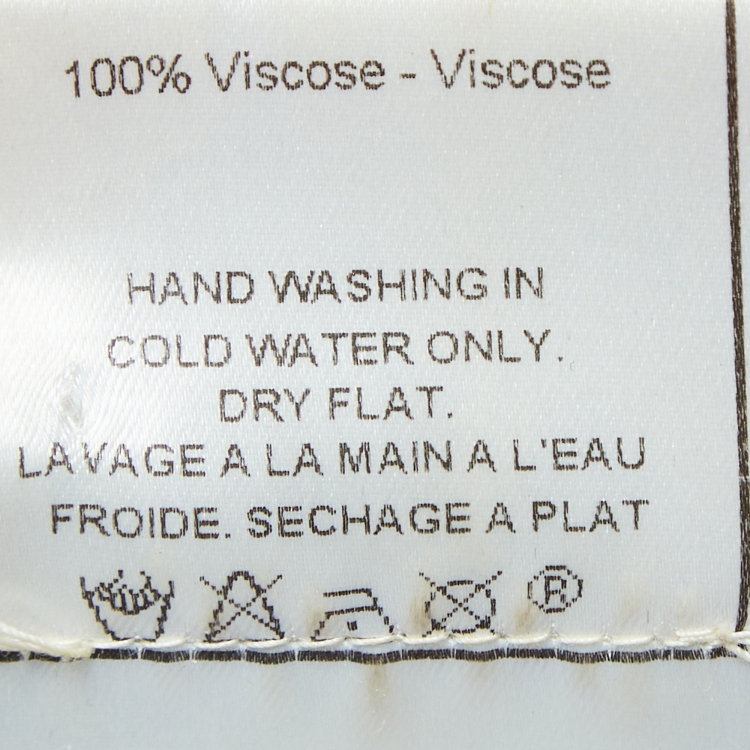 100% Viscose - Viscose
HAND WASHING IN
COLD WATER ONLY.
DRY FLAT.
LAVAGE A LA MAIN A L'EAU
FROIDE. SECHAGE A PLAT